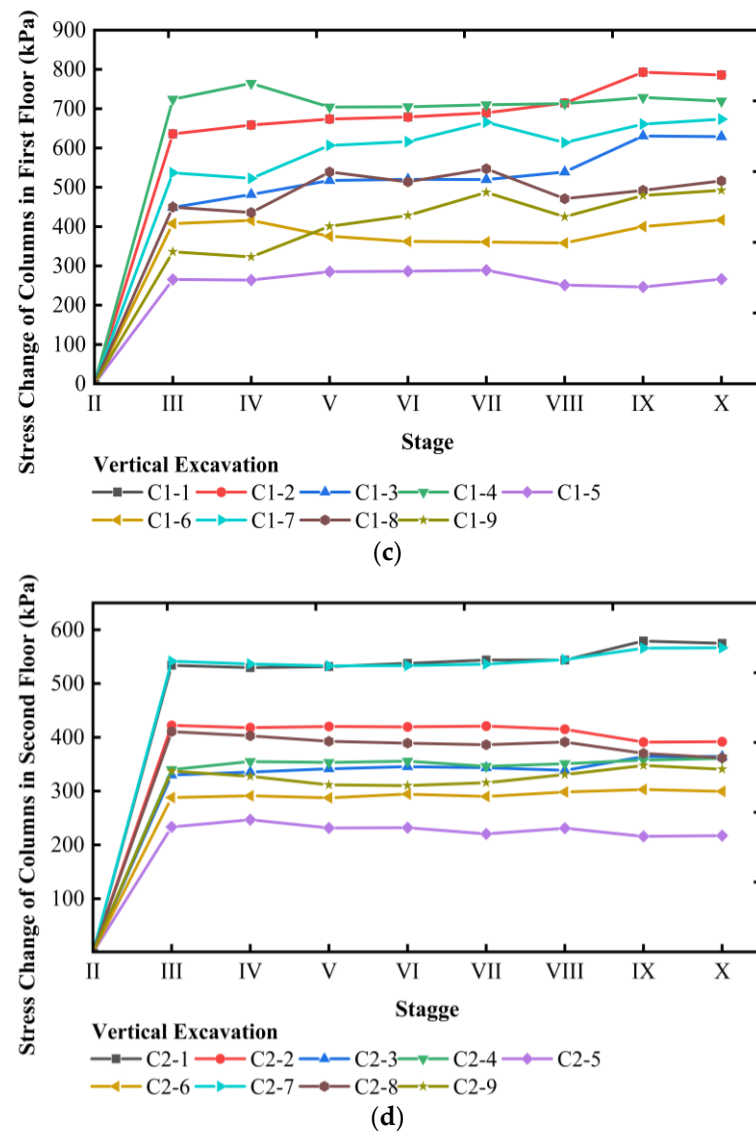 Stress Change of Columns in First Floor (kPa)
900
800
700
600
500
400
300
200
100
0
II III IV V VI VII VIII IX X
Stage
Vertical Excavation
C1-1 C1-2 C1-3 C1-4 C1-5
C1-6 C1-7 C1-8 C1-9
(c)
Stress Change of Columns in Second Floor (kPa)
600
500
400
300
200
100
II III IV V VI VII VIII IX X
Stagge
Vertical Excavation
C2-1 C2-2 C2-3 C2-4 C2-5
C2-6 C2-7 C2-8 C2-9
(d)